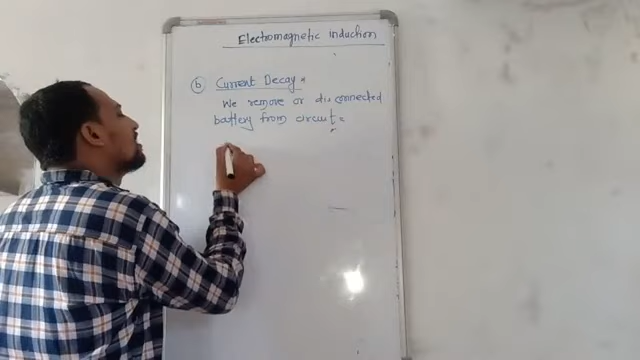 Electromagnetic Induction
(b) Current Decay :
We remove or disconnected
battery from circuit :